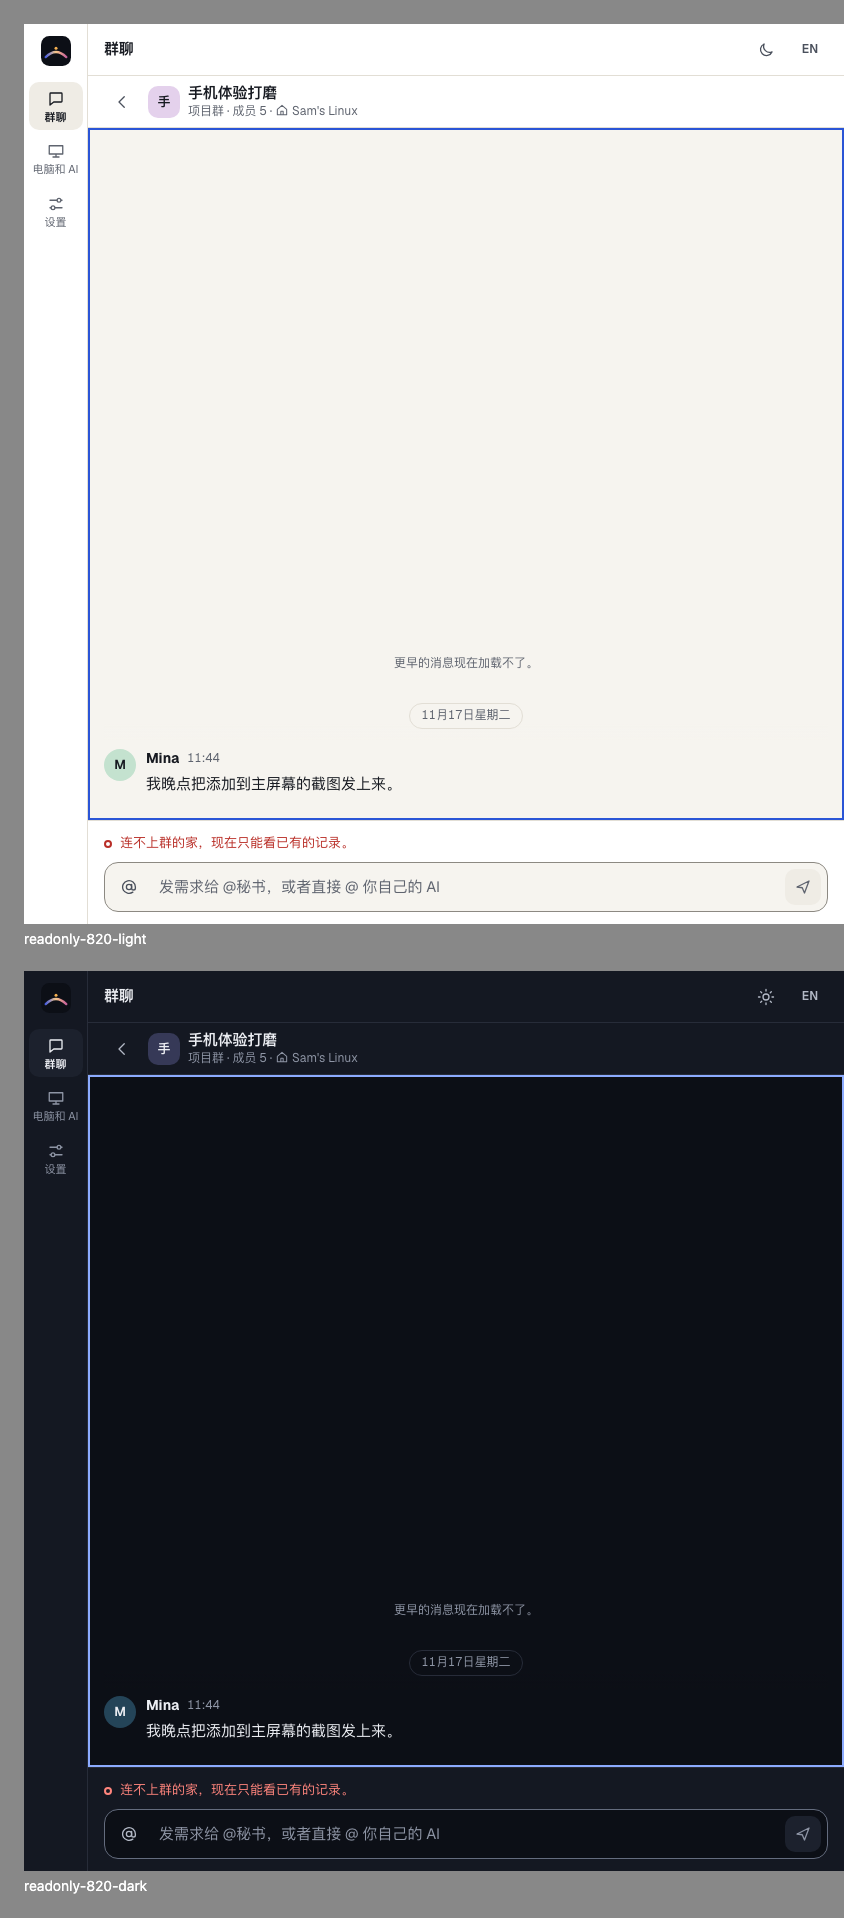 群聊
EN
群聊
电脑和 AI
设置
手
手机体验打磨
项目群 · 成员 5 · Sam's Linux
更早的消息现在加载不了。
11月17日星期二
M
Mina 11:44
我晚点把添加到主屏幕的截图发上来。
连不上群的家，现在只能看已有的记录。
@ 发需求给 @秘书，或者直接 @ 你自己的 AI
readonly-820-light
群聊
EN
群聊
电脑和 AI
设置
手
手机体验打磨
项目群 · 成员 5 · Sam's Linux
更早的消息现在加载不了。
11月17日星期二
M
Mina 11:44
我晚点把添加到主屏幕的截图发上来。
连不上群的家，现在只能看已有的记录。
@ 发需求给 @秘书，或者直接 @ 你自己的 AI
readonly-820-dark